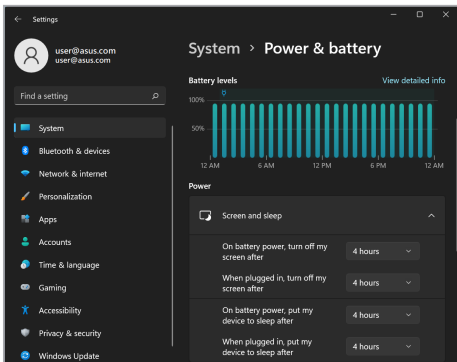 Settings
user@asus.com
user@asus.com
Find a setting
System
Bluetooth & devices
Network & internet
Personalization
Apps
Accounts
Time & language
Gaming
Accessibility
Privacy & security
Windows Update
System > Power & battery
Battery levels
View detailed info
100%
50%
12 AM 6 AM 12 PM 6 PM 12 AM
Power
Screen and sleep
On battery power, turn off my
screen after
4 hours
When plugged in, turn off my
screen after
4 hours
On battery power, put my
device to sleep after
4 hours
When plugged in, put my
device to sleep after
4 hours